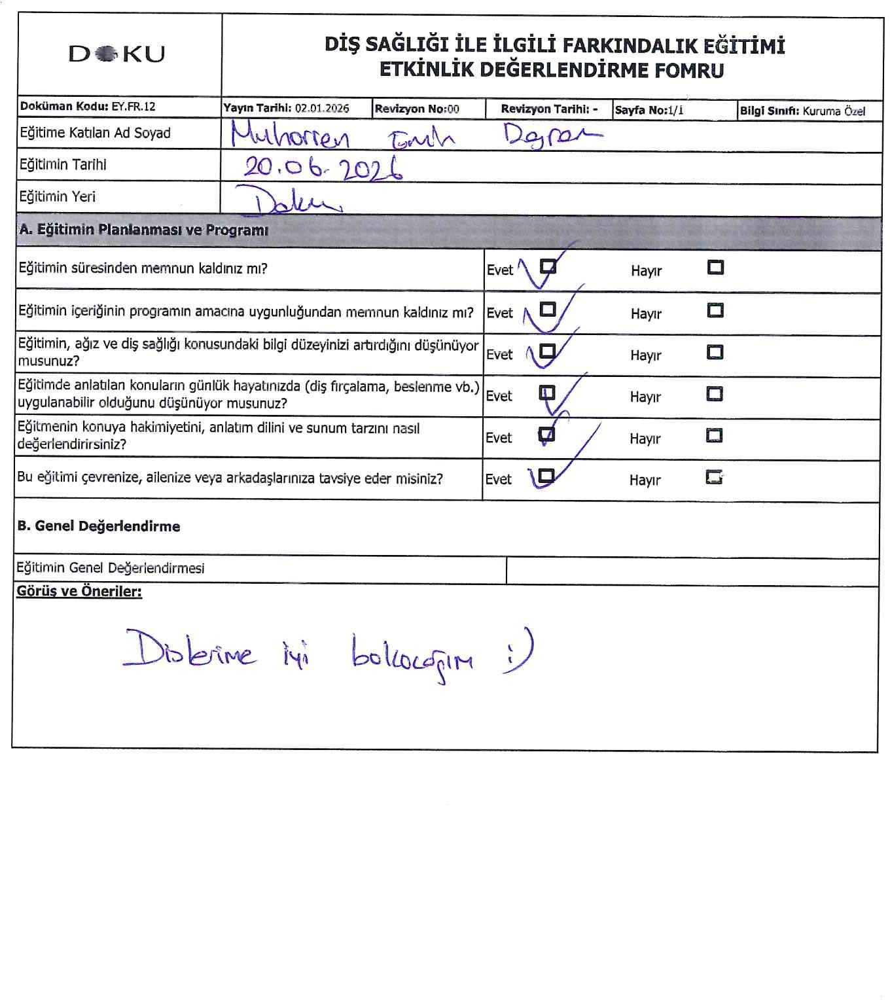 DOKU
DİŞ SAĞLIĞI İLE İLGİLİ FARKINDALIK EĞİTİMİ
ETKİNLİK DEĞERLENDİRME FOMRU
Doküman Kodu: EY.FR.12
Yayın Tarihi: 02.01.2026
Revizyon No:00
Revizyon Tarihi: -
Sayfa No:1/1
Bilgi Sınıfı: Kuruma Özel
Eğitime Katılan Ad Soyad Muharrem Emin
Eğitimin Tarihi 20.06.2026
Eğitimin Yeri Doku
A. Eğitimin Planlanması ve Programı
Eğitimin süresinden memnun kaldınız mı? Evet Hayır
Eğitimin içeriğinin programın amacına uygunluğundan memnun kaldınız mı? Evet Hayır
Eğitimin, ağız ve diş sağlığı konusundaki bilgi düzeyinizi artırdığını düşünüyor
musunuz? Evet Hayır
Eğitimde anlatılan konuların günlük hayatınızda (diş fırçalama, beslenme vb.)
uygulanabilir olduğunu düşünüyor musunuz? Evet Hayır
Eğitmenin konuya hakimiyetini, anlatım dilini ve sunum tarzını nasıl
değerlendirirsiniz? Evet Hayır
Bu eğitimi çevrenize, ailenize veya arkadaşlarınıza tavsiye eder misiniz? Evet Hayır
B. Genel Değerlendirme
Eğitimin Genel Değerlendirmesi
Görüş ve Öneriler:
Dislerime iyi bakacağım :)